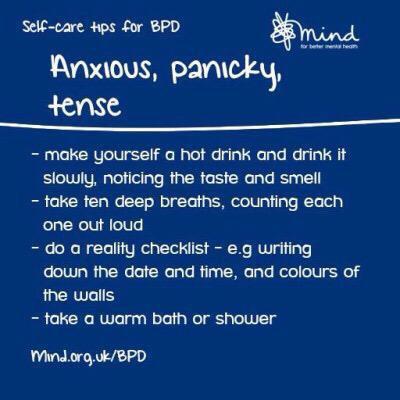 Self-care tips for BPD
mind
for better mental health
Anxious, panicky,
tense
- make yourself a hot drink and drink it
slowly, noticing the taste and smell
- take ten deep breaths, counting each
one out loud
- do a reality checklist - e.g writing
down the date and time, and colours of
the walls
- take a warm bath or shower
Mind.org.uk/BPD